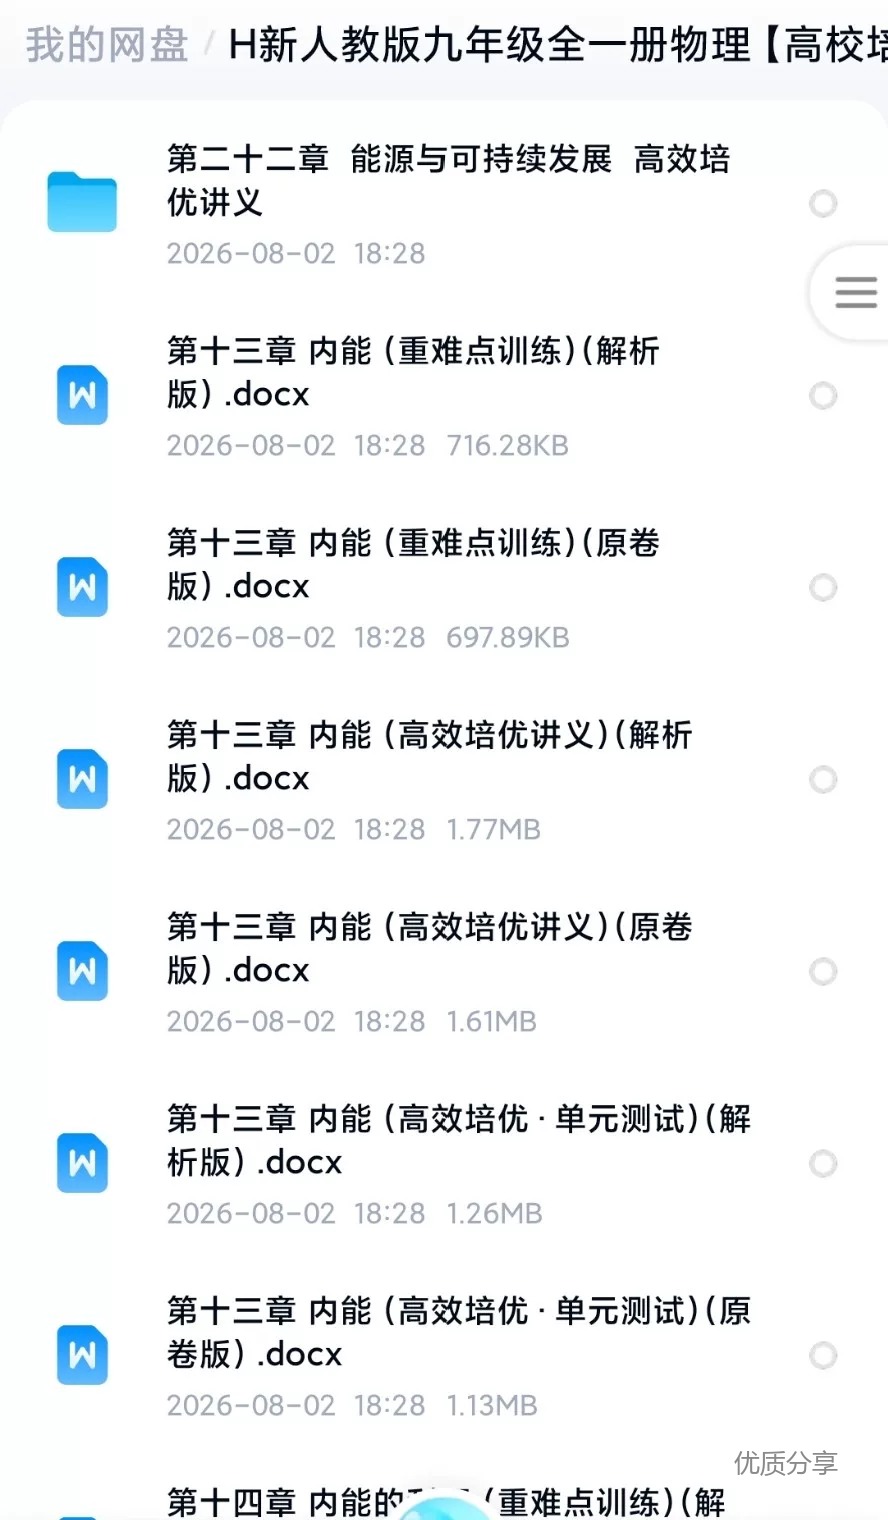 我的网盘 / H新人教版九年级全一册物理【高校培
第二十二章 能源与可持续发展 高效培
优讲义
2026-08-02 18:28
第十三章 内能（重难点训练）（解析
版）.docx
2026-08-02 18:28 716.28KB
第十三章 内能（重难点训练）（原卷
版）.docx
2026-08-02 18:28 697.89KB
第十三章 内能（高效培优讲义）（解析
版）.docx
2026-08-02 18:28 1.77MB
第十三章 内能（高效培优讲义）（原卷
版）.docx
2026-08-02 18:28 1.61MB
第十三章 内能（高效培优·单元测试）（解
析版）.docx
2026-08-02 18:28 1.26MB
第十三章 内能（高效培优·单元测试）（原
卷版）.docx
2026-08-02 18:28 1.13MB
优质分享
第十四章 内能的（重难点训练）（解